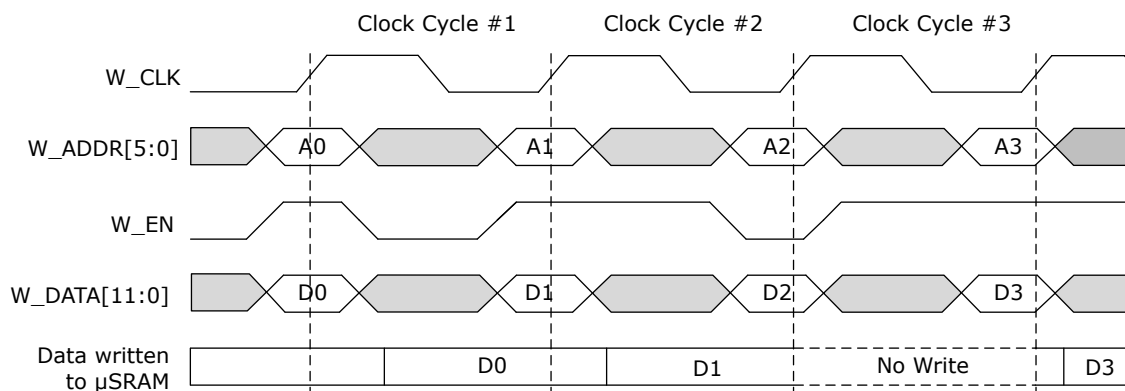 Clock Cycle #1 Clock Cycle #2 Clock Cycle #3
W_CLK
W_ADDR[5:0] A0 A1 A2 A3
W_EN
W_DATA[11:0] D0 D1 D2 D3
Data written
to µSRAM D0 D1 No Write D3